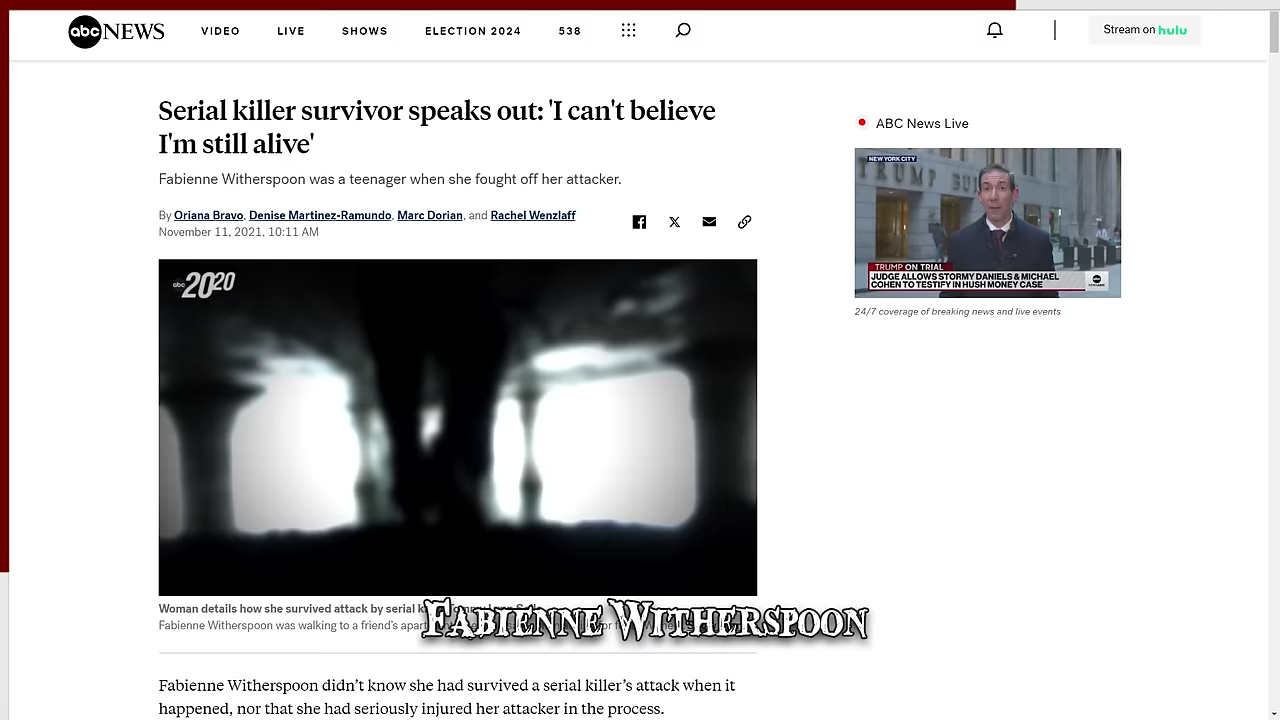 abc NEWS VIDEO LIVE SHOWS ELECTION 2024 538 Stream on hulu
Serial killer survivor speaks out: 'I can't believe
I'm still alive'
Fabienne Witherspoon was a teenager when she fought off her attacker.
By Oriana Bravo, Denise Martinez-Ramundo, Marc Dorian, and Rachel Wenzlaff
November 11, 2021, 10:11 AM
abc 2020
Woman details how she survived attack by serial
Fabienne Witherspoon was walking to a friend's
Fabienne Witherspoon
Fabienne Witherspoon didn't know she had survived a serial killer's attack when it
happened, nor that she had seriously injured her attacker in the process.
ABC News Live
NEW YORK CITY
TRUMP BU
TRUMP ON TRIAL
JUDGE ALLOWS STORMY DANIELS & MICHAEL
COHEN TO TESTIFY IN HUSH MONEY CASE
24/7 coverage of breaking news and live events